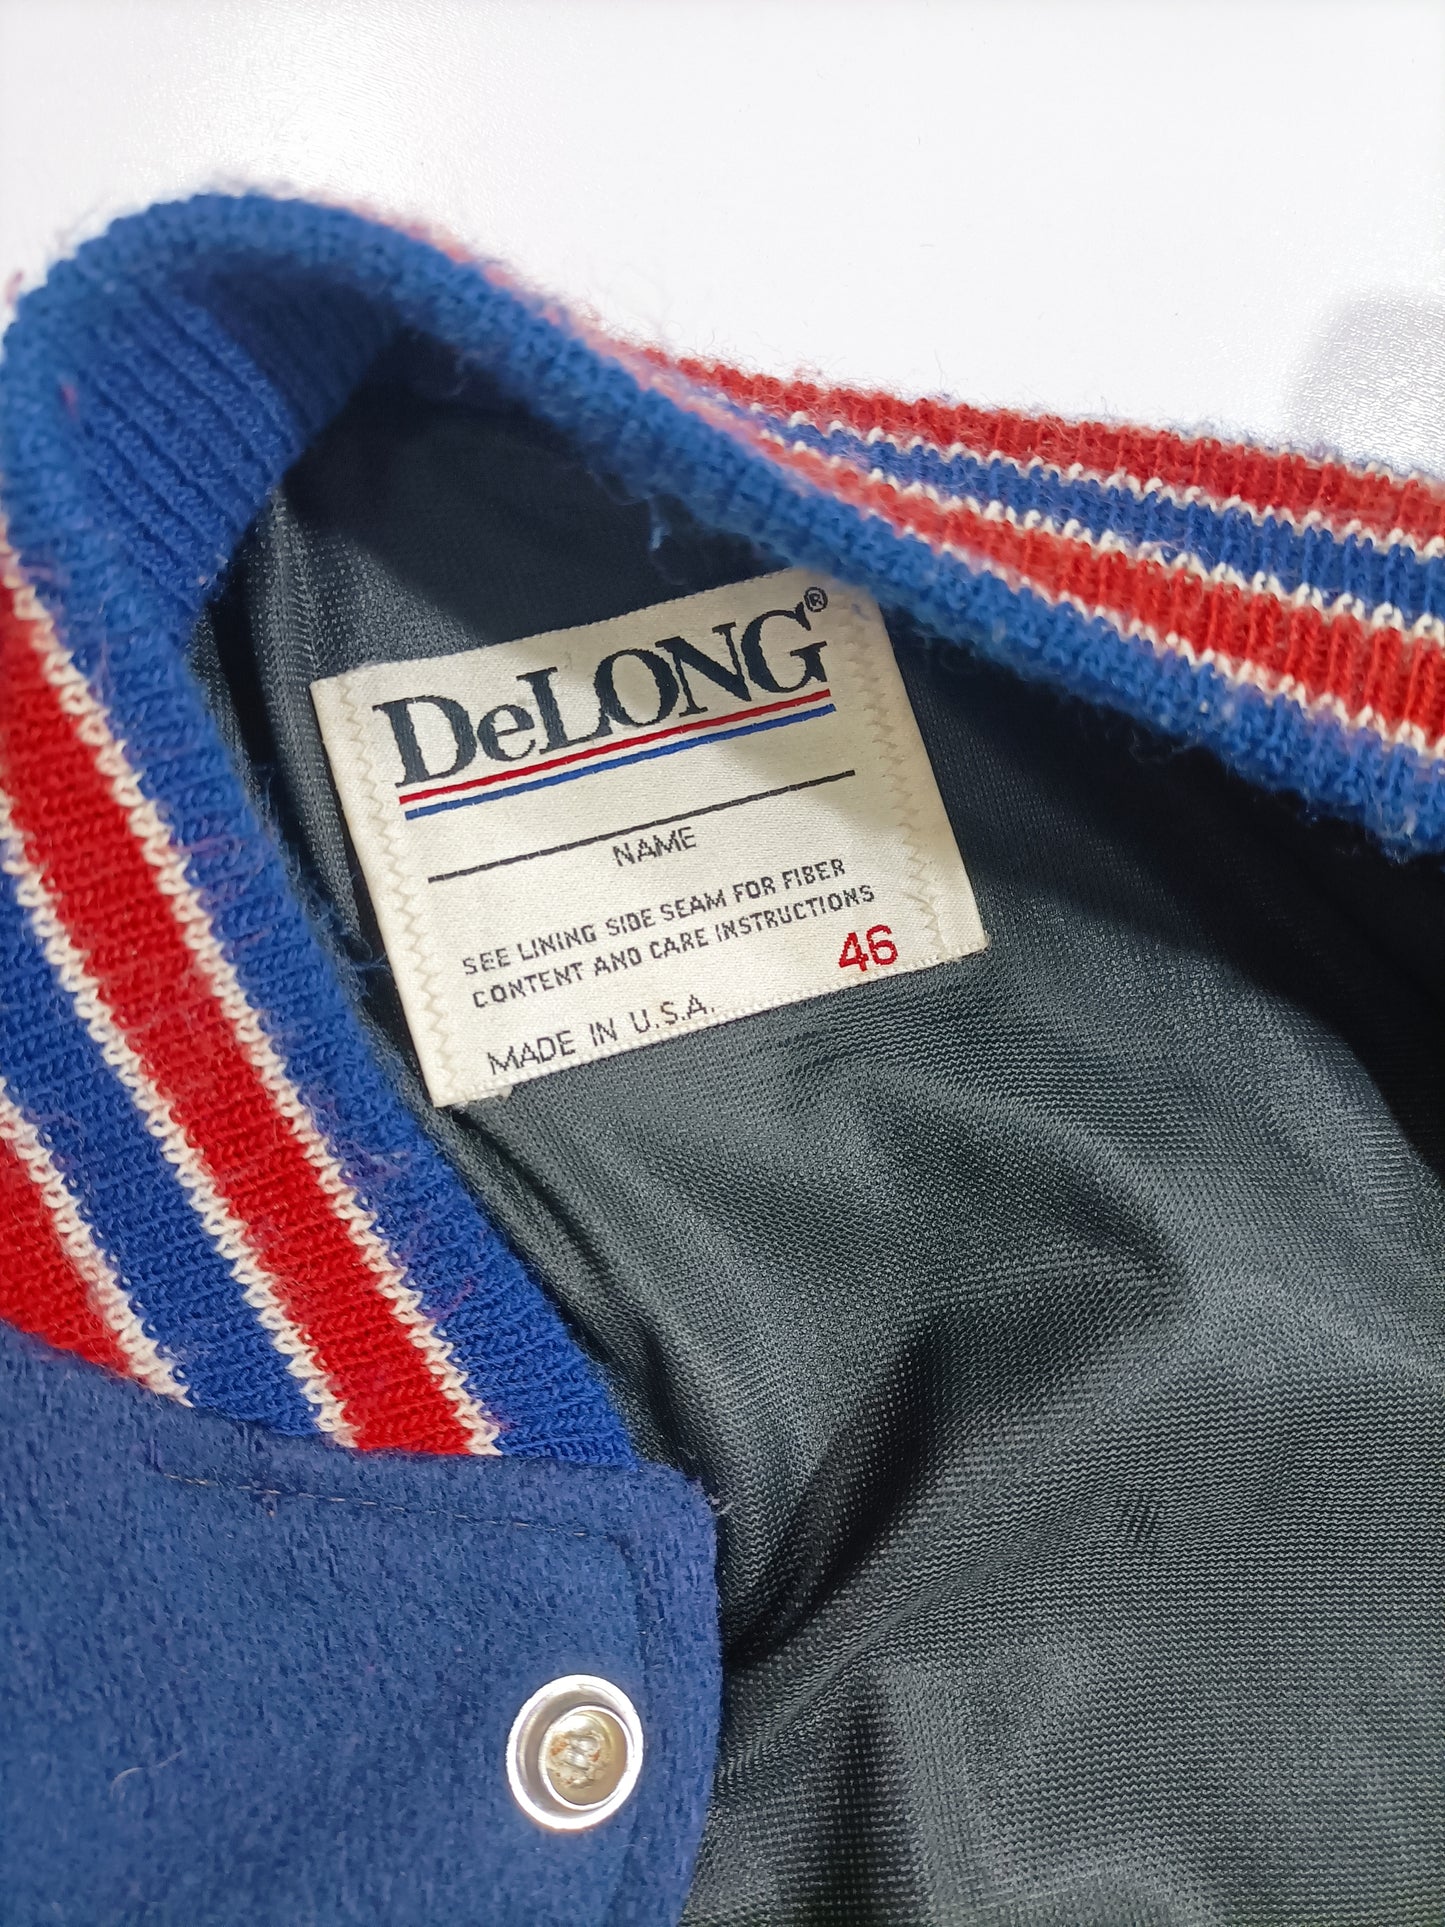 DeLONG®
NAME
SEE LINING SIDE SEAM FOR FIBER
CONTENT AND CARE INSTRUCTIONS
46
MADE IN U.S.A.